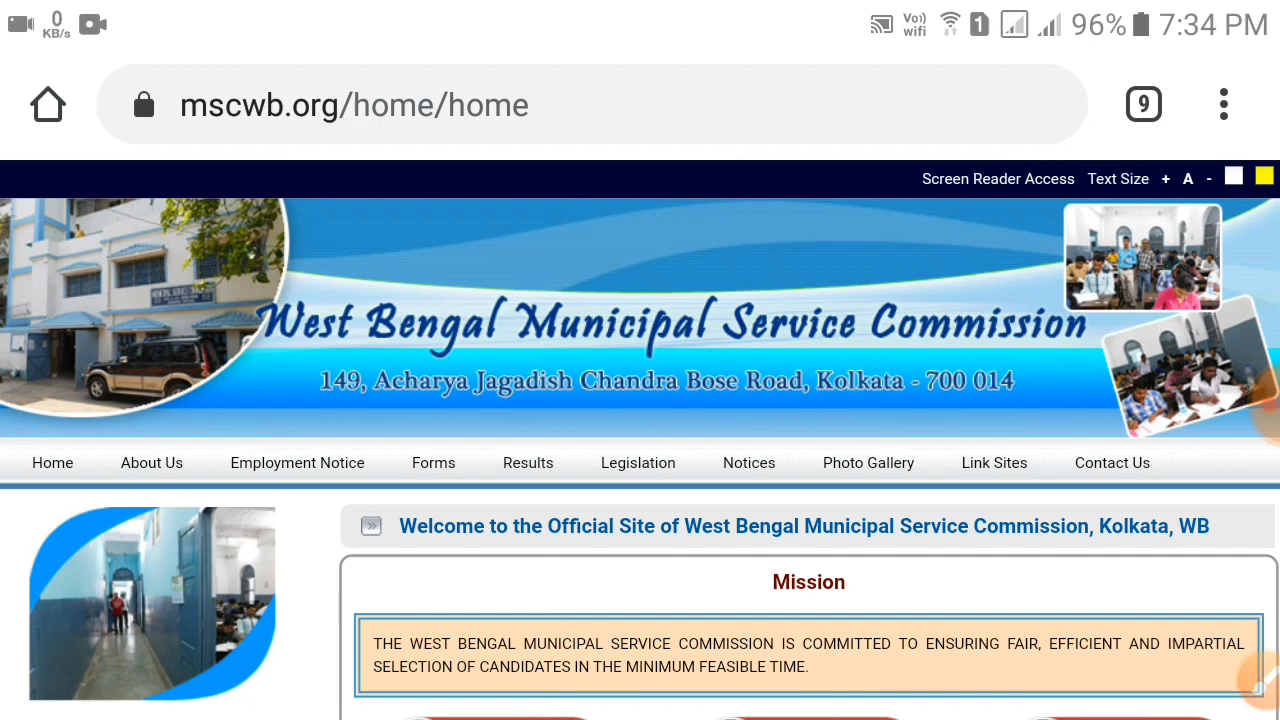 0 KB/s Vo) wifi 1 96% 7:34 PM
mscwb.org/home/home 9
Screen Reader Access Text Size + A -
West Bengal Municipal Service Commission
149, Acharya Jagadish Chandra Bose Road, Kolkata - 700 014
Home About Us Employment Notice Forms Results Legislation Notices Photo Gallery Link Sites Contact Us
Welcome to the Official Site of West Bengal Municipal Service Commission, Kolkata, WB
Mission
THE WEST BENGAL MUNICIPAL SERVICE COMMISSION IS COMMITTED TO ENSURING FAIR, EFFICIENT AND IMPARTIAL
SELECTION OF CANDIDATES IN THE MINIMUM FEASIBLE TIME.